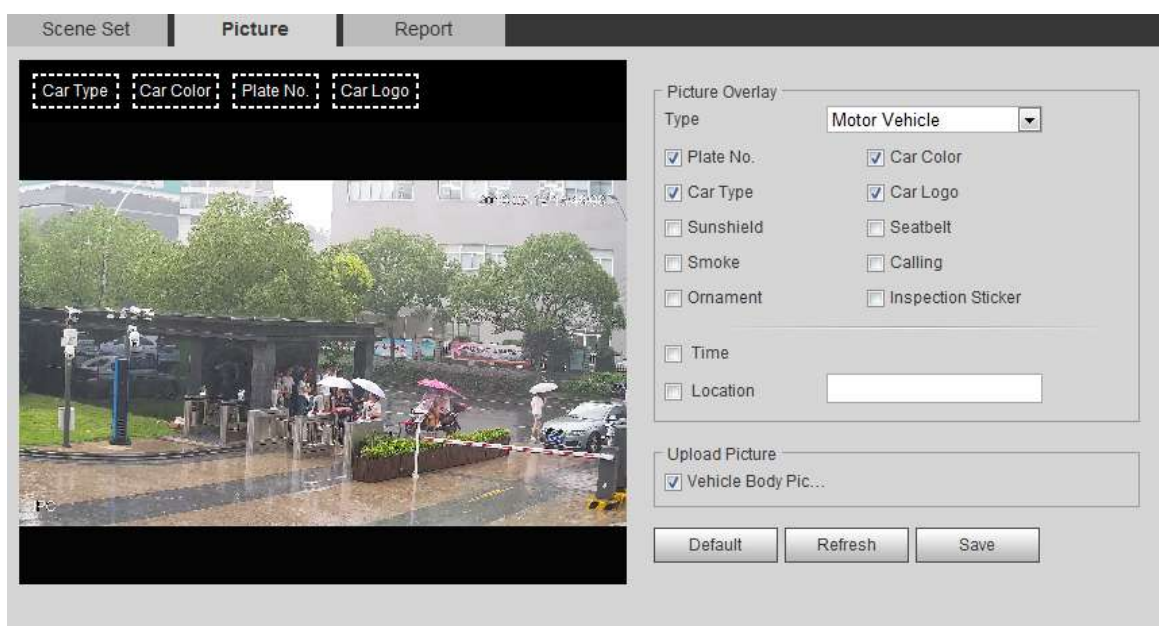 Scene Set
Picture
Report
Car Type
Car Color
Plate No.
Car Logo
Picture Overlay
Type
Motor Vehicle
Plate No.
Car Color
Car Type
Car Logo
Sunshield
Seatbelt
Smoke
Calling
Ornament
Inspection Sticker
Time
Location
Upload Picture
Vehicle Body Pic...
Default
Refresh
Save